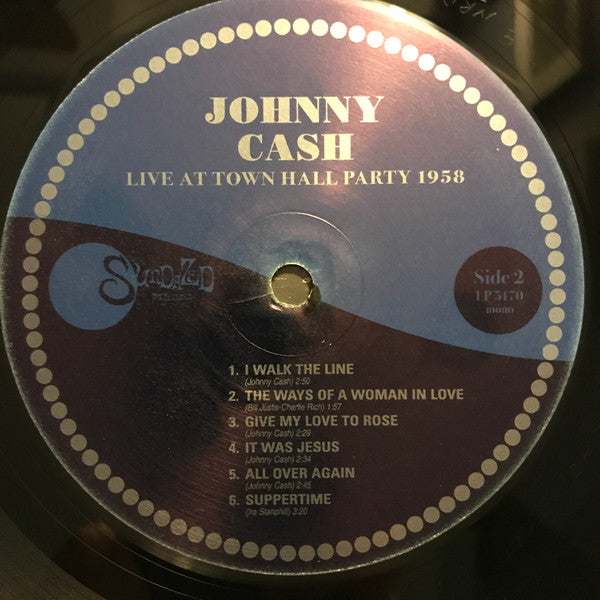 JOHNNY
CASH
LIVE AT TOWN HALL PARTY 1958
Sundazed
MUSIC
Side 2
LP 5170
mono
1. I WALK THE LINE
(Johnny Cash) 2:50
2. THE WAYS OF A WOMAN IN LOVE
(Bill Justis-Charlie Rich) 1:57
3. GIVE MY LOVE TO ROSE
(Johnny Cash) 2:29
4. IT WAS JESUS
(Johnny Cash) 2:34
5. ALL OVER AGAIN
(Johnny Cash) 2:45
6. SUPPERTIME
(Ira Stanphill) 3:20